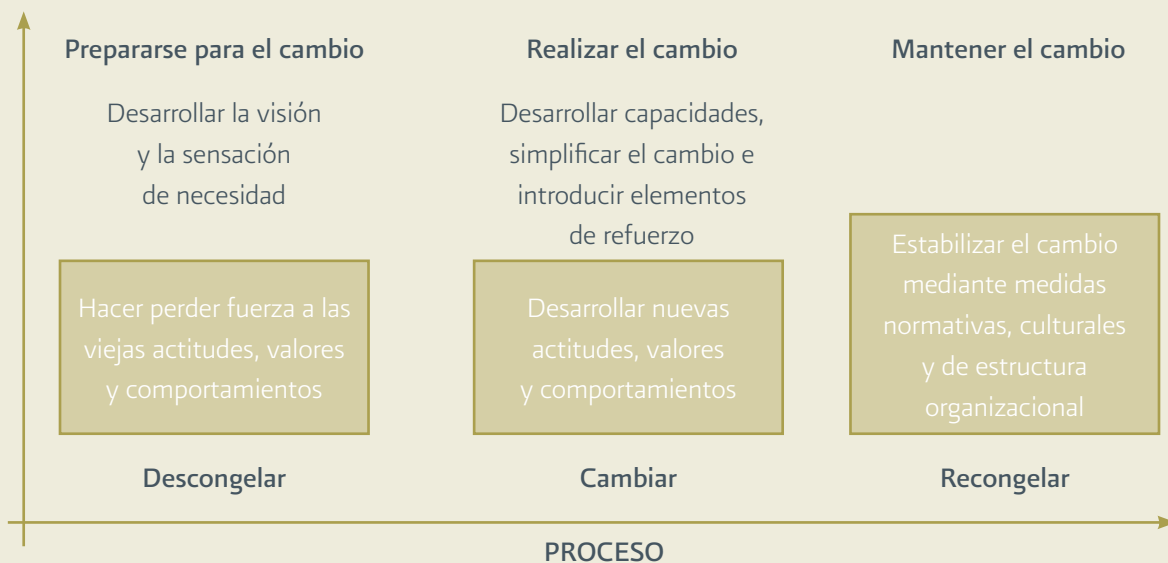 Prepararse para el cambio
Desarrollar la visión
y la sensación
de necesidad
Hacer perder fuerza a las
viejas actitudes, valores
y comportamientos
Descongelar
Realizar el cambio
Desarrollar capacidades,
simplificar el cambio e
introducir elementos
de refuerzo
Desarrollar nuevas
actitudes, valores
y comportamientos
Cambiar
Mantener el cambio
Estabilizar el cambio
mediante medidas
normativas, culturales
y de estructura
organizacional
Recongelar
PROCESO